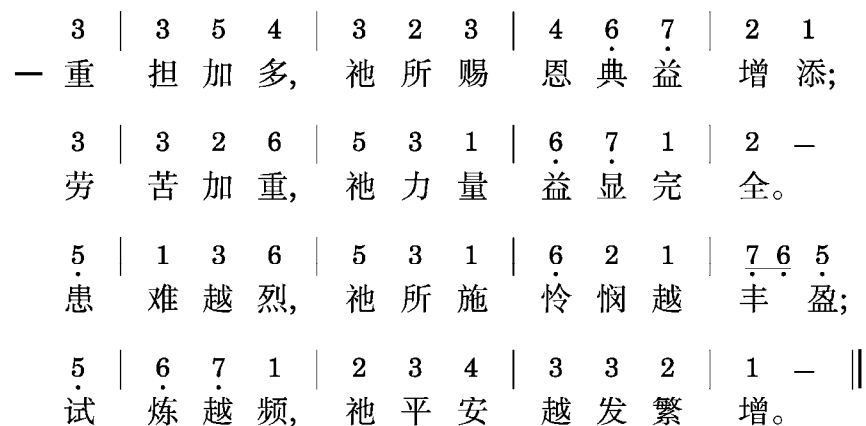 3 | 3 5 4 | 3 2 3 | 4 6̣ 7̣ | 2 1
一 重 担 加 多, 祂 所 赐 恩 典 益 增 添;
3 | 3 2 6 | 5 3 1 | 6̣ 7̣ 1 | 2 –
劳 苦 加 重, 祂 力 量 益 显 完 全。
5̣ | 1 3 6 | 5 3 1 | 6̣ 2 1 | 7̣ 6̣ 5̣
患 难 越 烈, 祂 所 施 怜 悯 越 丰 盈;
5̣ | 6̣ 7̣ 1 | 2 3 4 | 3 3 2 | 1 – ‖
试 炼 越 频, 祂 平 安 越 发 繁 增。